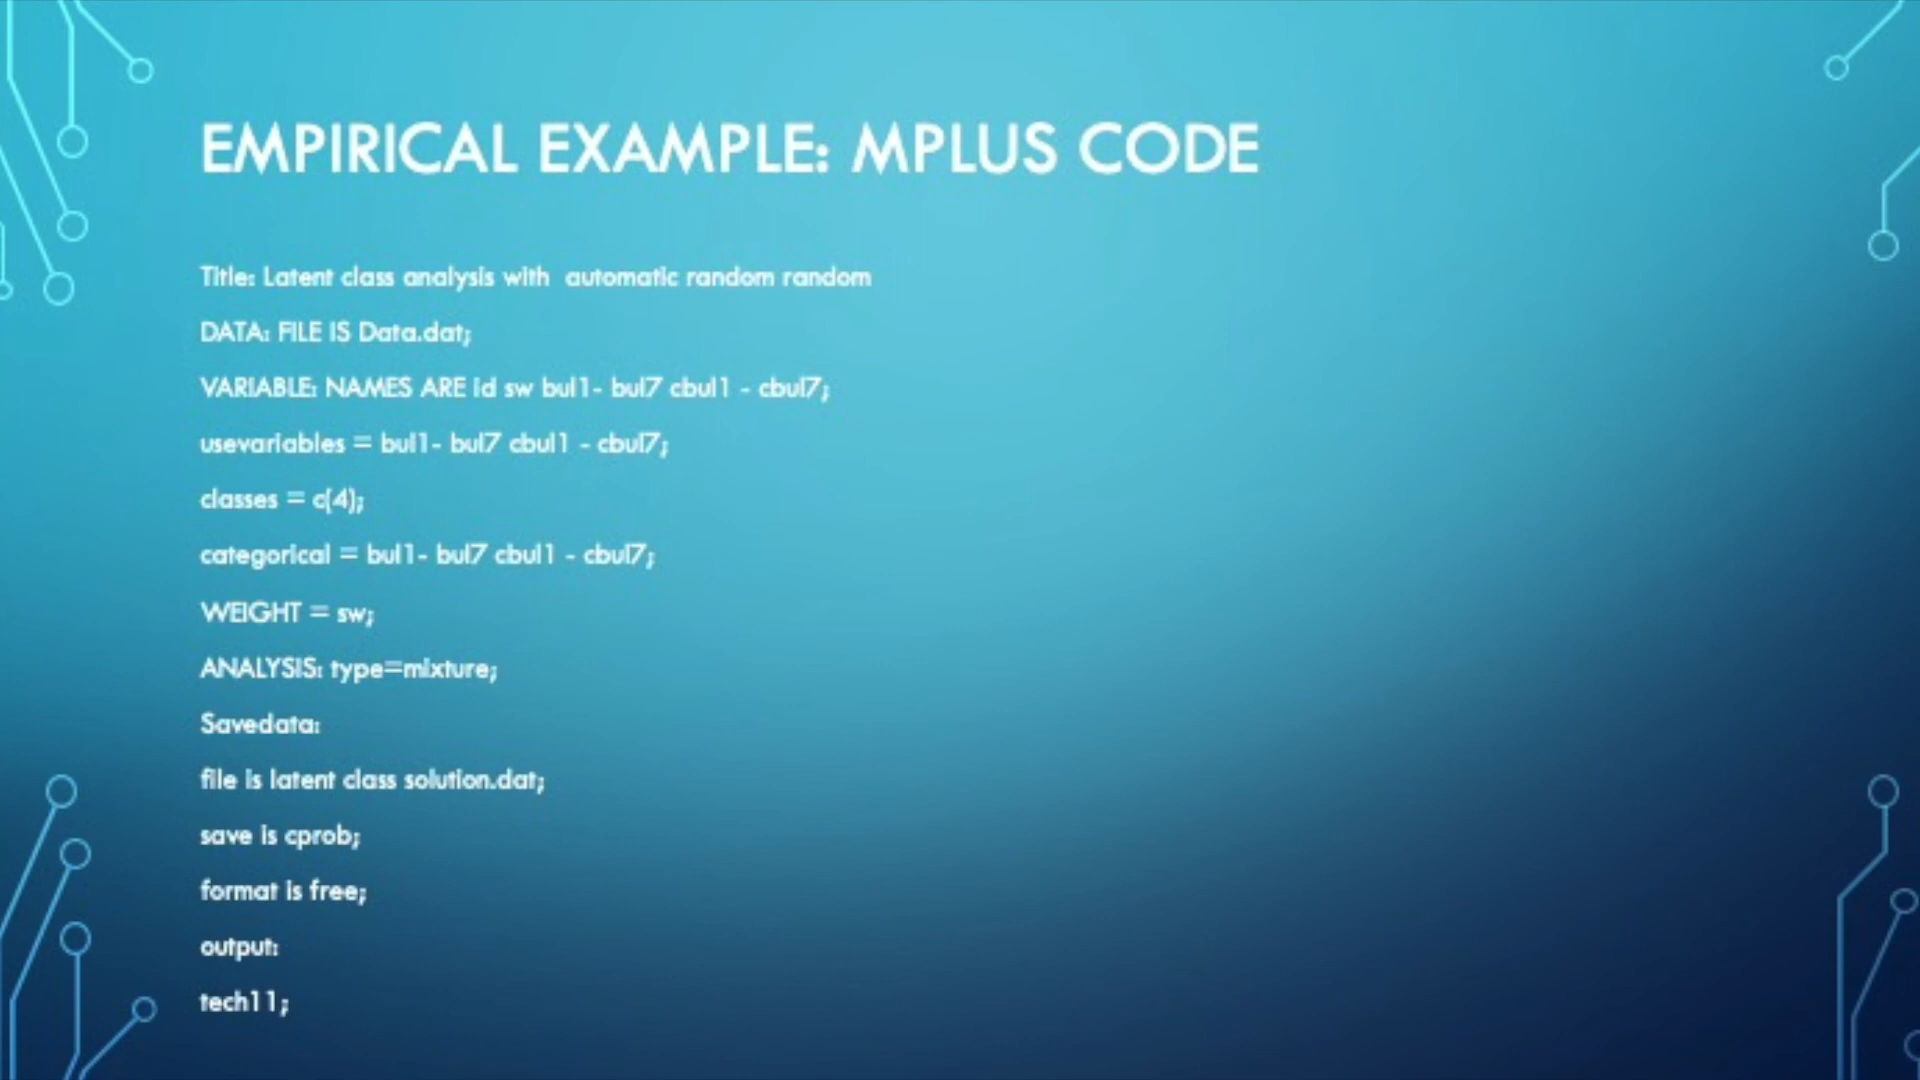 EMPIRICAL EXAMPLE: MPLUS CODE
Title: Latent class analysis with  automatic random random
DATA: FILE IS Data.dat;
VARIABLE: NAMES ARE id sw bul1- bul7 cbul1 - cbul7;
usevariables = bul1- bul7 cbul1 - cbul7;
classes = c(4);
categorical = bul1- bul7 cbul1 - cbul7;
WEIGHT = sw;
ANALYSIS: type=mixture;
Savedata:
file is latent class solution.dat;
save is cprob;
format is free;
output:
tech11;